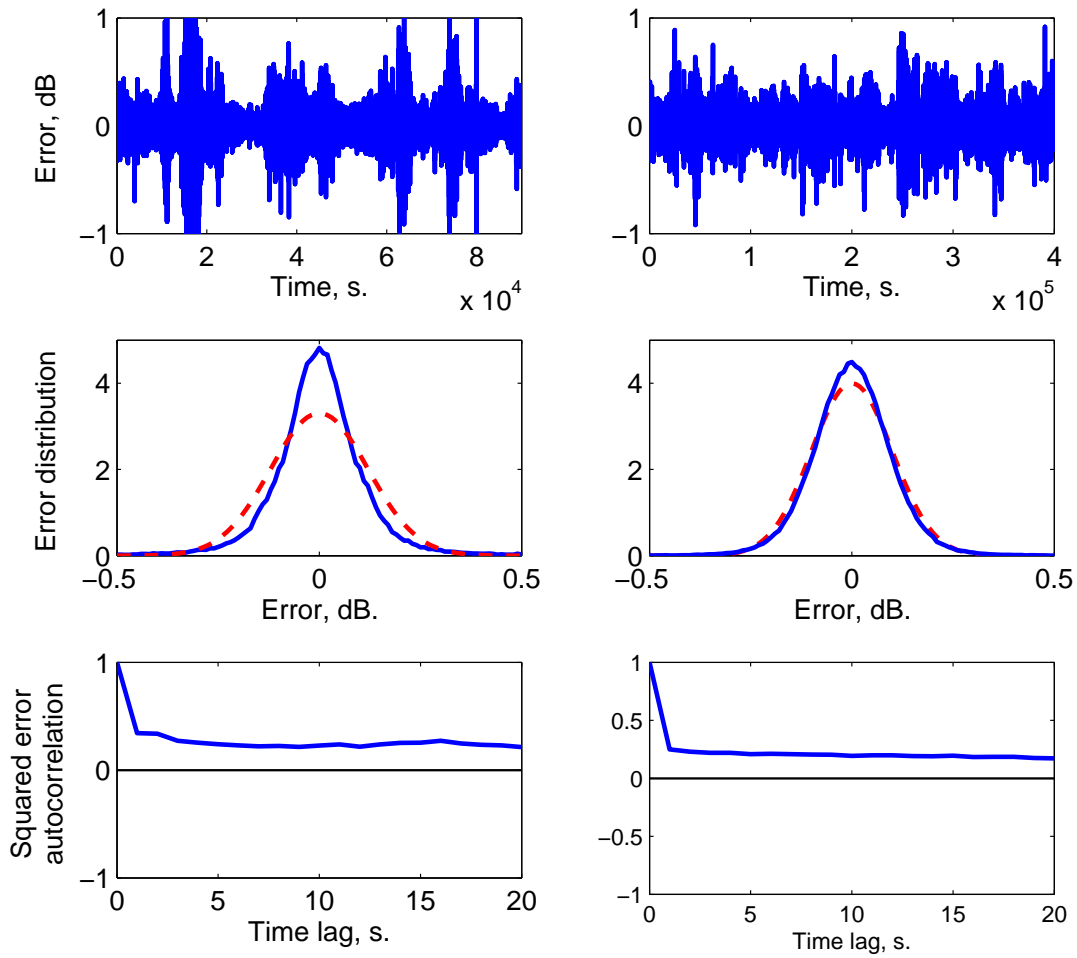 1
0
−1
Error, dB
0 2 4 6 8
Time, s.
x 10^4
1
0
−1
0 1 2 3 4
Time, s.
x 10^5
4
2
0
Error distribution
−0.5 0 0.5
Error, dB.
4
2
0
−0.5 0 0.5
Error, dB.
1
0
−1
Squared error
autocorrelation
0 5 10 15 20
Time lag, s.
1
0.5
0
−0.5
−1
0 5 10 15 20
Time lag, s.